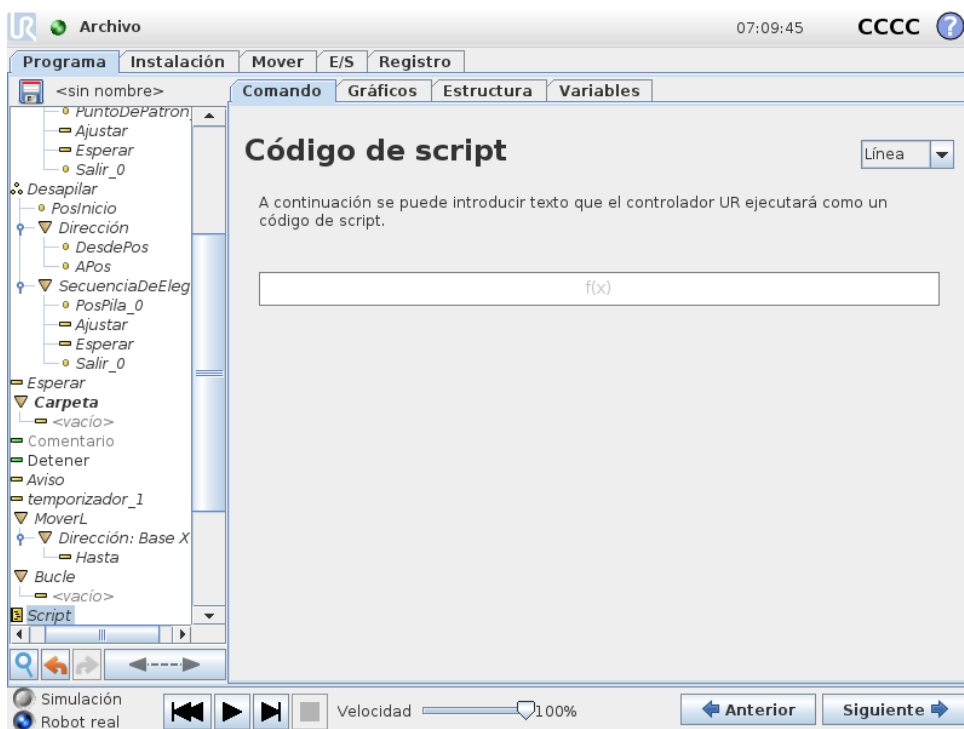 UR Archivo 07:09:45 CCCC ?
Programa Instalación Mover E/S Registro
<sin nombre>
Comando Gráficos Estructura Variables
PuntoDePatron_
Ajustar
Esperar
Salir_0
Desapilar
PosInicio
Dirección
DesdePos
APos
SecuenciaDeEleg
PosPila_0
Ajustar
Esperar
Salir_0
Esperar
Carpeta
<vacío>
Comentario
Detener
Aviso
temporizador_1
MoverL
Dirección: Base X
Hasta
Bucle
<vacío>
Script
Código de script
Línea
A continuación se puede introducir texto que el controlador UR ejecutará como un
código de script.
f(x)
Simulación
Robot real
Velocidad 100%
Anterior Siguiente